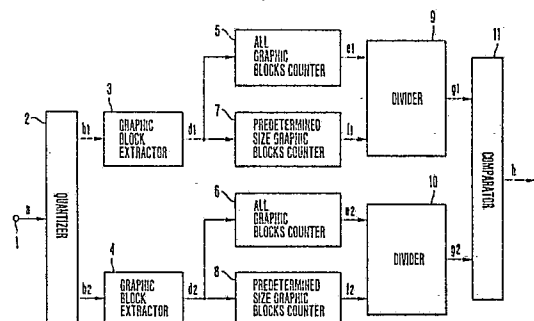 5
ALL
GRAPHIC
BLOCKS COUNTER
e1
9
DIVIDER
11
3
2
b1
GRAPHIC
BLOCK
EXTRACTOR
d1
7
PREDETERMINED
SIZE GRAPHIC
BLOCKS COUNTER
f1
g1
QUANTIZER
a
1
COMPARATOR
h
6
ALL
GRAPHIC
BLOCKS COUNTER
e2
10
DIVIDER
g2
4
b2
GRAPHIC
BLOCK
EXTRACTOR
d2
8
PREDETERMINED
SIZE GRAPHIC
BLOCKS COUNTER
f2